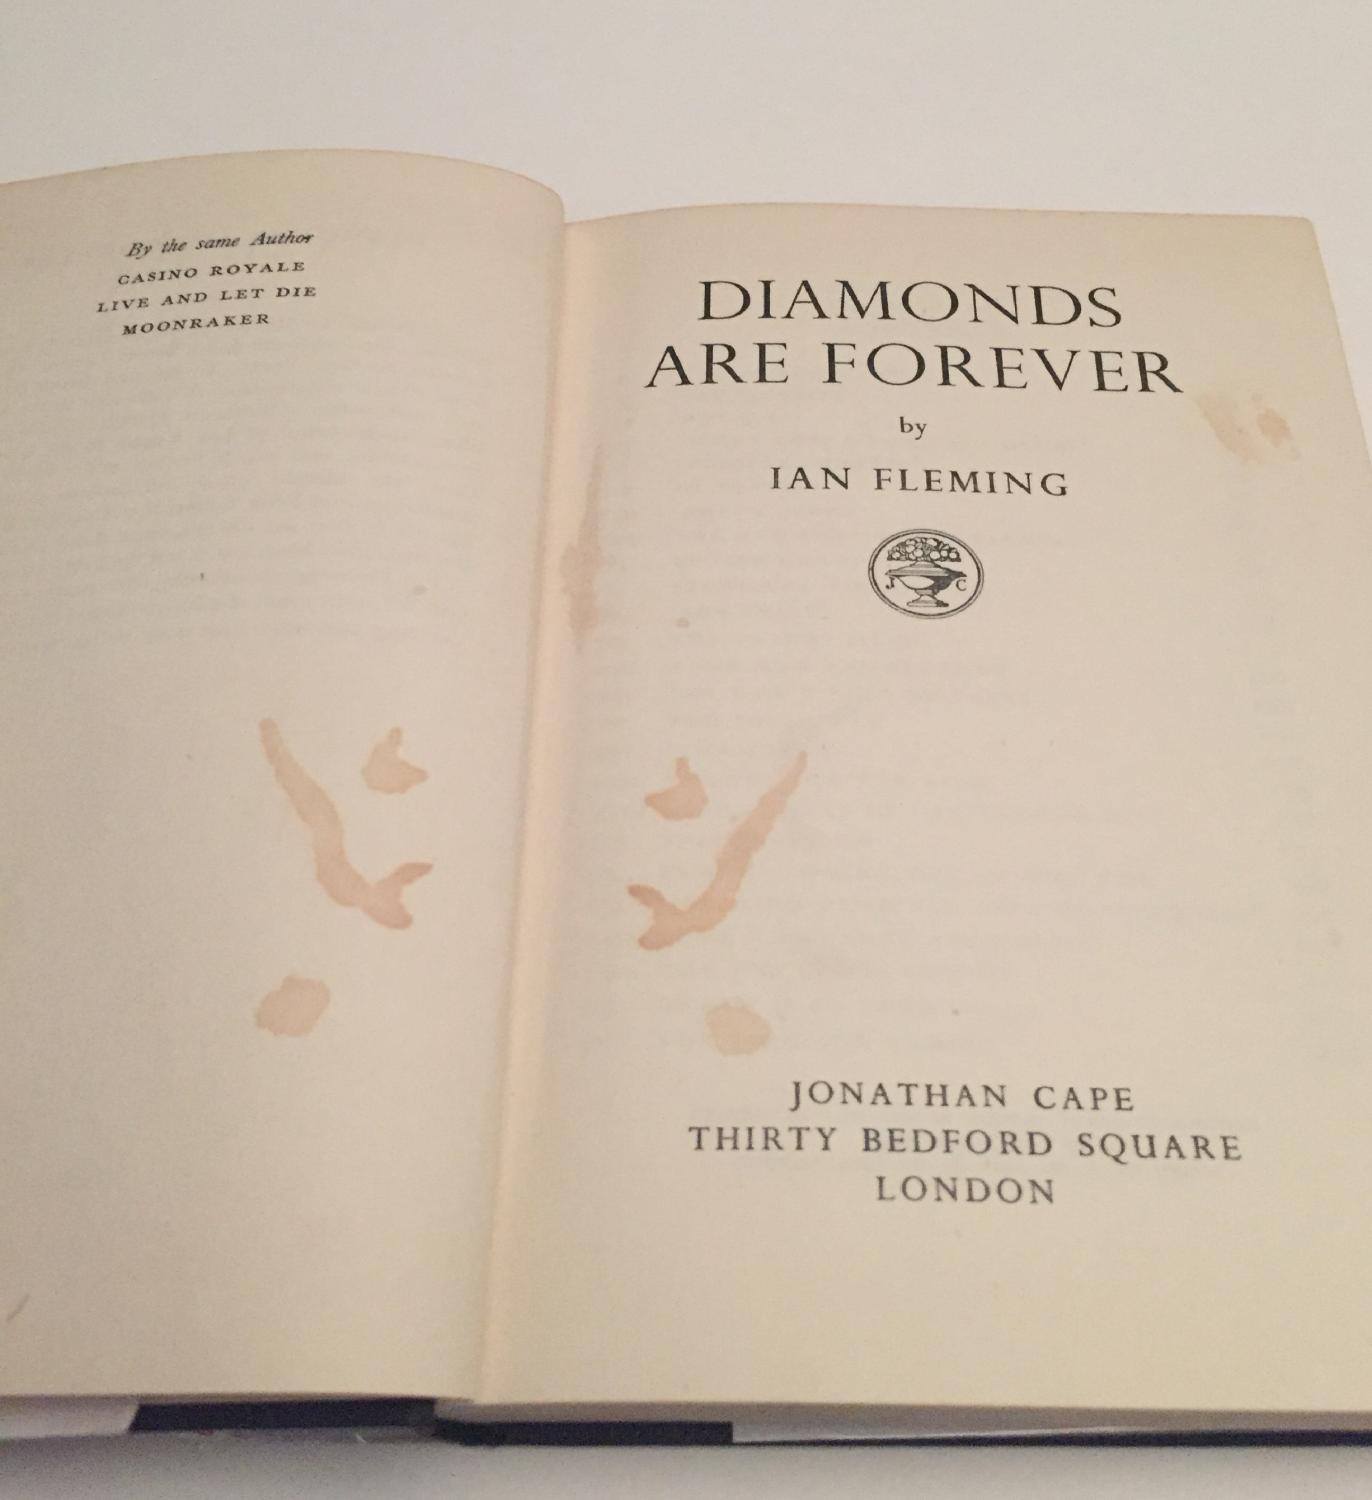 By the same Author
CASINO ROYALE
LIVE AND LET DIE
MOONRAKER
DIAMONDS
ARE FOREVER
by
IAN FLEMING
J C
JONATHAN CAPE
THIRTY BEDFORD SQUARE
LONDON